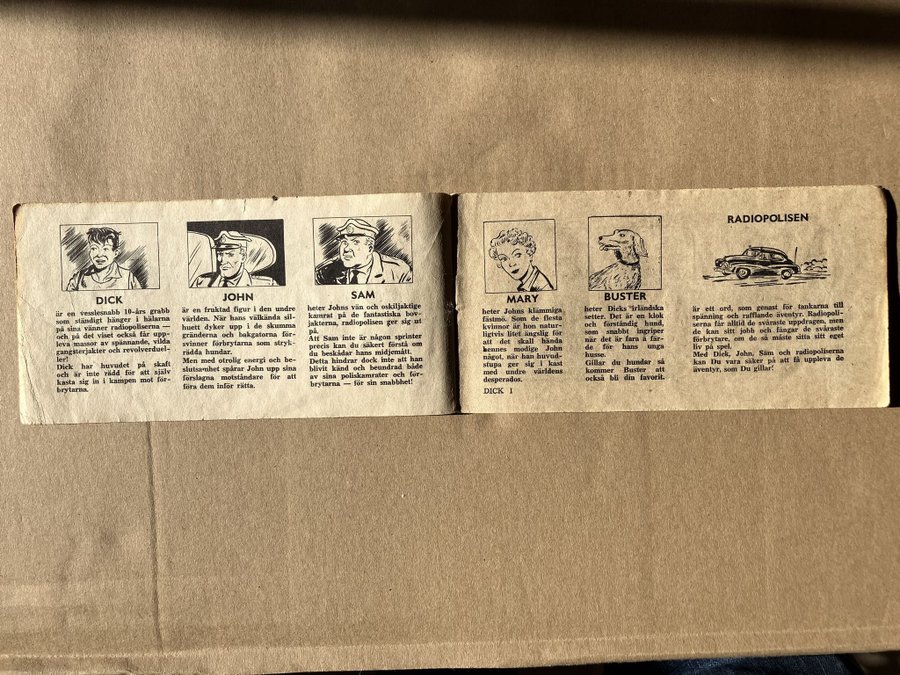 DICK
är en vesslesnabb 10-års grabb
som ständigt hänger i hälarna
på sina vänner radiopoliserna —
och på det viset också får upp-
leva massor av spännande, vilda
gangsterjakter och revolverduel-
ler!
Dick har huvudet på skaft
och är inte rädd för att själv
kasta sig in i kampen mot för-
brytarna.
JOHN
är en fruktad figur i den undre
världen. När hans välkända sil-
huett dyker upp i de skumma
gränderna och bakgatorna för-
svinner förbrytarna som stryk-
rädda hundar.
Men med otrolig energi och be-
slutsamhet spårar John upp sina
förslagna motståndare för att
föra dem inför rätta.
SAM
heter Johns vän och oskiljaktige
kamrat på de fantastiska bov-
jakterna, radiopolisen ger sig ut
på.
Att Sam inte är någon sprinter
precis kan du säkert förstå om
du beskådar hans midjemått.
Detta hindrar dock inte att han
blivit känd och beundrad både
av sina poliskamrater och för-
brytarna — för sin snabbhet!
MARY
heter Johns klämmiga
fästmö. Som de flesta
kvinnor är hon natur-
ligtvis litet ängslig för
att det skall hända
hennes modige John
något, när han huvud-
stupa ger sig i kast
med undre världens
desperados.
DICK 1
BUSTER
heter Dicks irländska
setter. Det är en klok
och förståndig hund,
som snabbt ingriper
när det är fara å fär-
de för hans unga
husse.
Gillar du hundar så
kommer Buster att
också bli din favorit.
RADIOPOLISEN
är ett ord, som genast för tankarna till
spänning och rafflande äventyr. Radiopoli-
serna får alltid de svåraste uppdragen, men
de kan sitt jobb och fångar de svåraste
förbrytare, om de så måste sätta sitt eget
liv på spel.
Med Dick, John, Sam och radiopoliserna
kan Du vara säker på att få uppleva de
äventyr, som Du gillar!